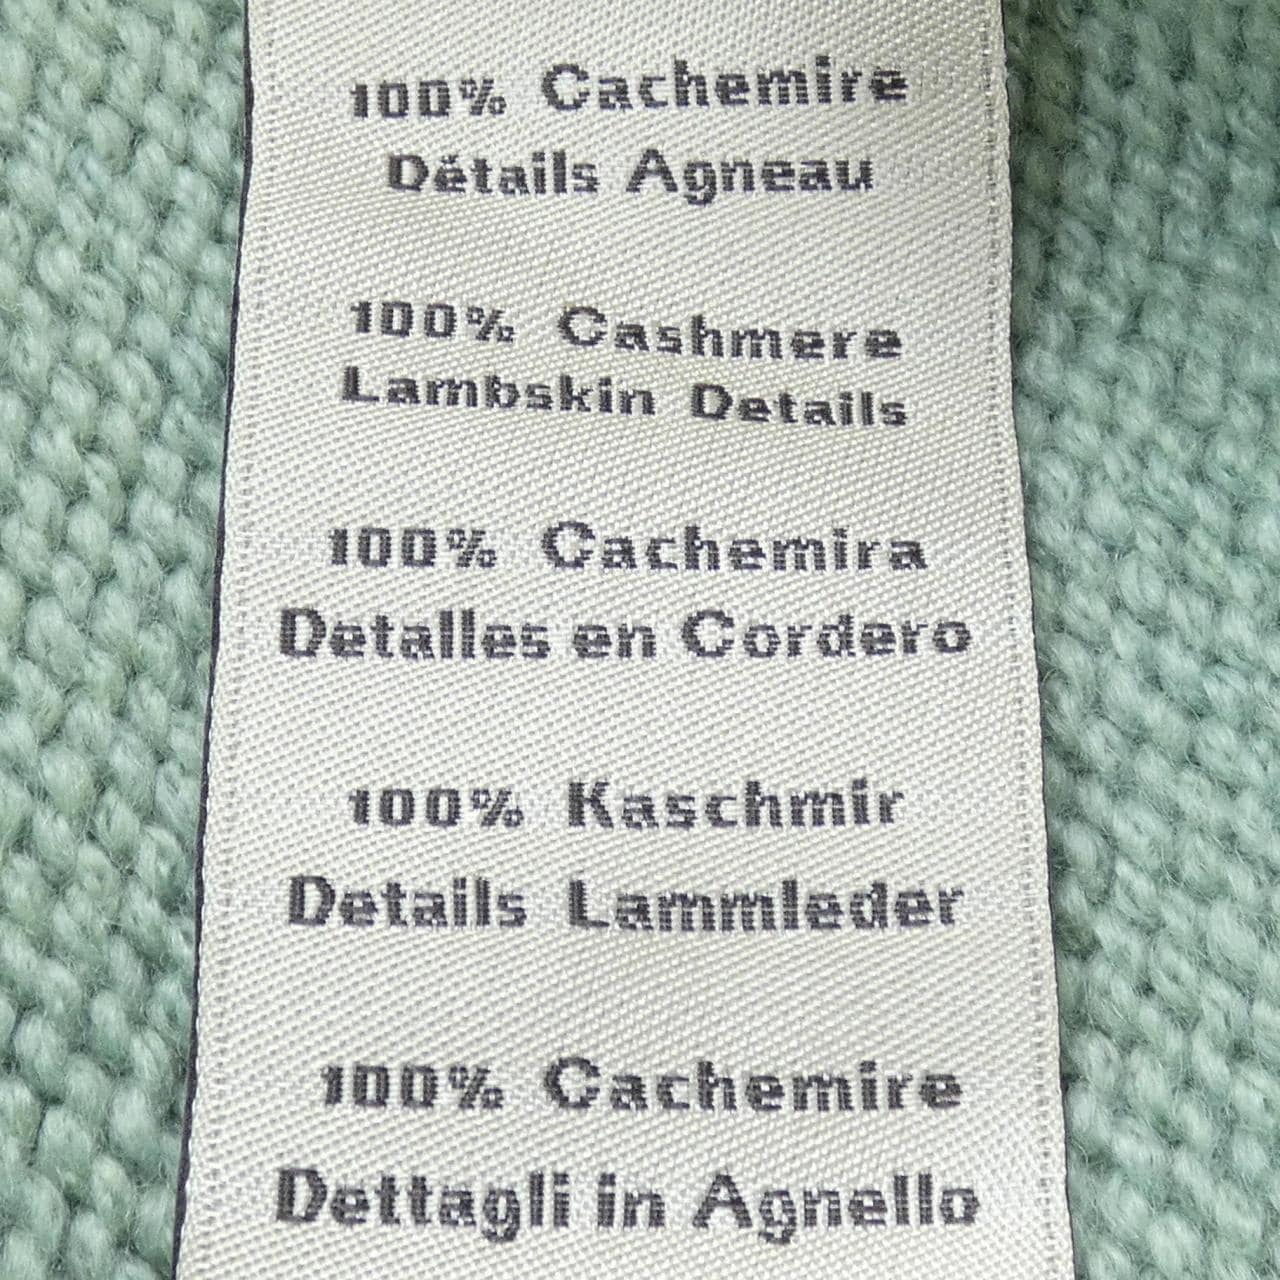 100% Cachemire
Détails Agneau
100% Cashmere
Lambskin Details
100% Cachemira
Detalles en Cordero
100% Kaschmir
Details Lammleder
100% Cachemire
Dettagli in Agnello